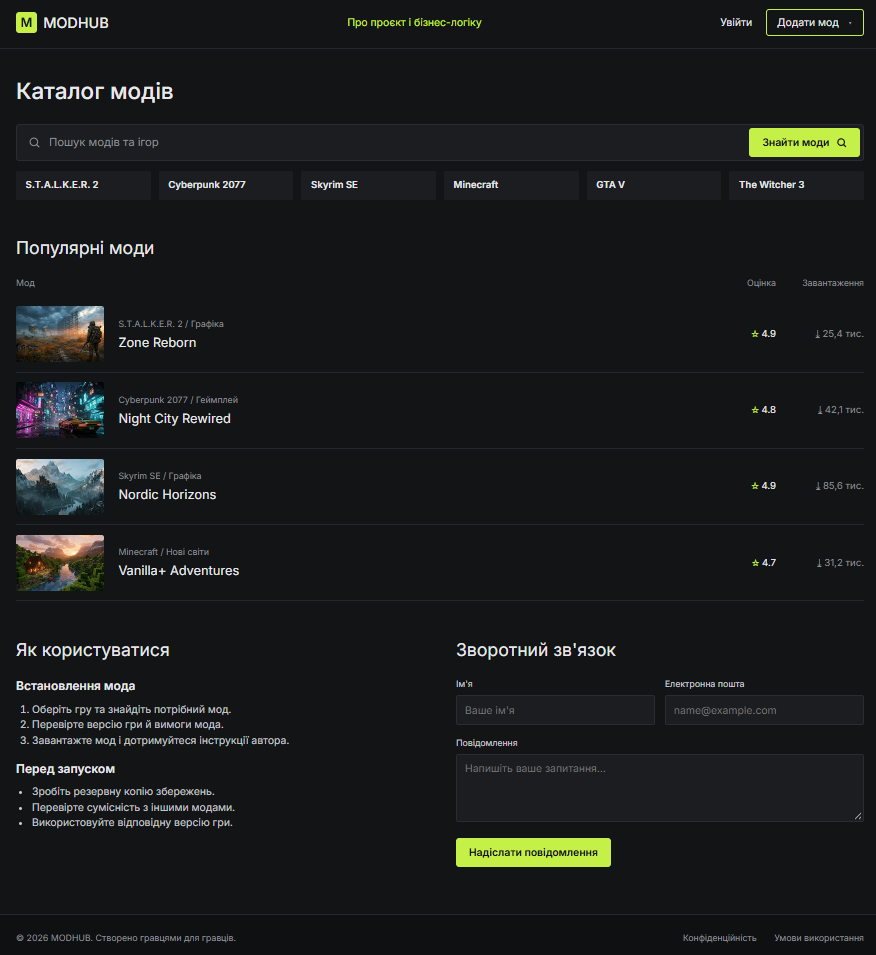 M MODHUB
Про проєкт і бізнес-логіку
Увійти
Додати мод
Каталог модів
Пошук модів та ігор
Знайти моди
S.T.A.L.K.E.R. 2
Cyberpunk 2077
Skyrim SE
Minecraft
GTA V
The Witcher 3
Популярні моди
Мод
Оцінка
Завантаження
S.T.A.L.K.E.R. 2 / Графіка
Zone Reborn
☆ 4.9
↓ 25,4 тис.
Cyberpunk 2077 / Геймплей
Night City Rewired
☆ 4.8
↓ 42,1 тис.
Skyrim SE / Графіка
Nordic Horizons
☆ 4.9
↓ 85,6 тис.
Minecraft / Нові світи
Vanilla+ Adventures
☆ 4.7
↓ 31,2 тис.
Як користуватися
Встановлення мода
1. Оберіть гру та знайдіть потрібний мод.
2. Перевірте версію гри й вимоги мода.
3. Завантажте мод і дотримуйтеся інструкції автора.
Перед запуском
• Зробіть резервну копію збережень.
• Перевірте сумісність з іншими модами.
• Використовуйте відповідну версію гри.
Зворотний зв'язок
Ім'я
Електронна пошта
Ваше ім'я
name@example.com
Повідомлення
Напишіть ваше запитання...
Надіслати повідомлення
© 2026 MODHUB. Створено гравцями для гравців.
Конфіденційність
Умови використання